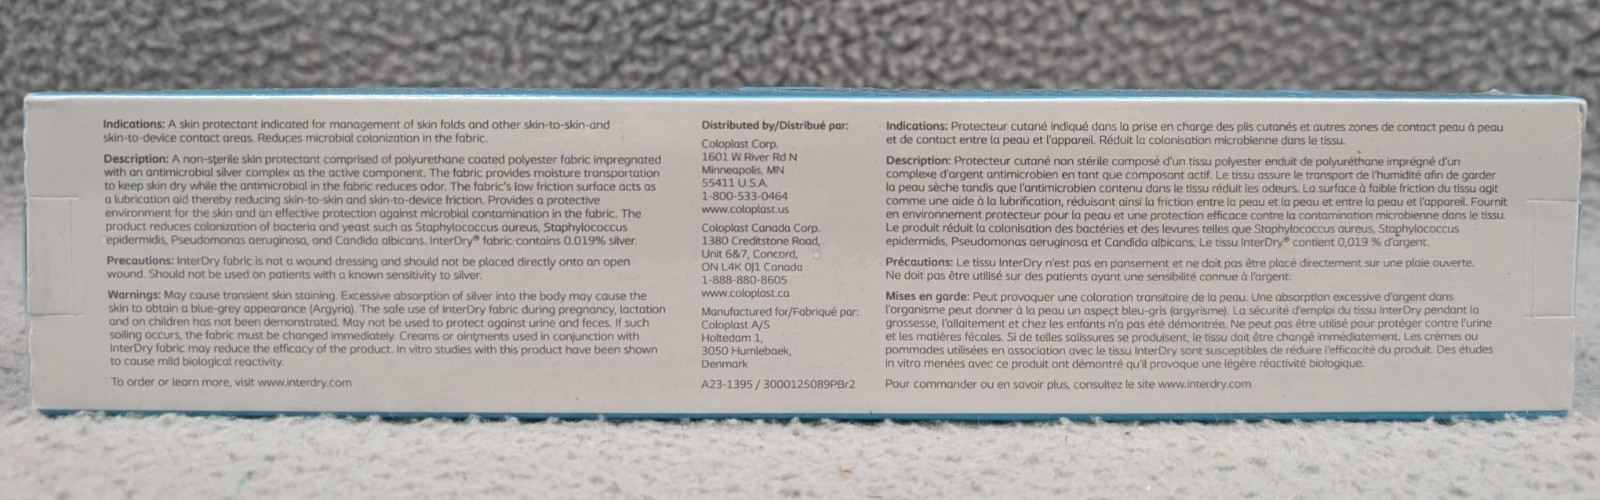 Indications: A skin protectant indicated for management of skin folds and other skin-to-skin-and
skin-to-device contact areas. Reduces microbial colonization in the fabric.
Description: A non-sterile skin protectant comprised of polyurethane coated polyester fabric impregnated
with an antimicrobial silver complex as the active component. The fabric provides moisture transportation
to keep skin dry while the antimicrobial in the fabric reduces odor. The fabric's low friction surface acts as
a lubrication aid thereby reducing skin-to-skin and skin-to-device friction. Provides a protective
environment for the skin and an effective protection against microbial contamination in the fabric. The
product reduces colonization of bacteria and yeast such as Staphylococcus aureus, Staphylococcus
epidermidis, Pseudomonas aeruginosa, and Candida albicans. InterDry® fabric contains 0.019% silver.
Precautions: InterDry fabric is not a wound dressing and should not be placed directly onto an open
wound. Should not be used on patients with a known sensitivity to silver.
Warnings: May cause transient skin staining. Excessive absorption of silver into the body may cause the
skin to obtain a blue-grey appearance (Argyria). The safe use of InterDry fabric during pregnancy, lactation
and on children has not been demonstrated. May not be used to protect against urine and feces. If such
soiling occurs, the fabric must be changed immediately. Creams or ointments used in conjunction with
InterDry fabric may reduce the efficacy of the product. In vitro studies with this product have been shown
to cause mild biological reactivity.
To order or learn more, visit www.interdry.com
Distributed by/Distribué par:
Coloplast Corp.
1601 W River Rd N
Minneapolis, MN
55411 U.S.A.
1-800-533-0464
www.coloplast.us
Coloplast Canada Corp.
1380 Creditstone Road,
Unit 6&7, Concord,
ON L4K 0J1 Canada
1-888-880-8605
www.coloplast.ca
Manufactured for/Fabriqué par:
Coloplast A/S
Holtedam 1,
3050 Humlebaek,
Denmark
A23-1395 / 3000125089PBr2
Indications: Protecteur cutané indiqué dans la prise en charge des plis cutanés et autres zones de contact peau à peau
et de contact entre la peau et l'appareil. Réduit la colonisation microbienne dans le tissu.
Description: Protecteur cutané non stérile composé d'un tissu polyester enduit de polyuréthane imprégné d'un
complexe d'argent antimicrobien en tant que composant actif. Le tissu assure le transport de l'humidité afin de garder
la peau sèche tandis que l'antimicrobien contenu dans le tissu réduit les odeurs. La surface à faible friction du tissu agit
comme une aide à la lubrification, réduisant ainsi la friction entre la peau et la peau et entre la peau et l'appareil. Fournit
en environnement protecteur pour la peau et une protection efficace contre la contamination microbienne dans le tissu.
Le produit réduit la colonisation des bactéries et des levures telles que Staphylococcus aureus, Staphylococcus
epidermidis, Pseudomonas aeruginosa et Candida albicans. Le tissu InterDry® contient 0,019 % d'argent.
Précautions: Le tissu InterDry n'est pas en pansement et ne doit pas être placé directement sur une plaie ouverte.
Ne doit pas être utilisé sur des patients ayant une sensibilité connue à l'argent.
Mises en garde: Peut provoquer une coloration transitoire de la peau. Une absorption excessive d'argent dans
l'organisme peut donner à la peau un aspect bleu-gris (argyrisme). La sécurité d'emploi du tissu InterDry pendant la
grossesse, l'allaitement et chez les enfants n'a pas été démontrée. Ne peut pas être utilisé pour protéger contre l'urine
et les matières fécales. Si de telles salissures se produisent, le tissu doit être changé immédiatement. Les crèmes ou
pommades utilisées en association avec le tissu InterDry sont susceptibles de réduire l'efficacité du produit. Des études
in vitro menées avec ce produit ont démontré qu'il provoque une légère réactivité biologique.
Pour commander ou en savoir plus, consultez le site www.interdry.com